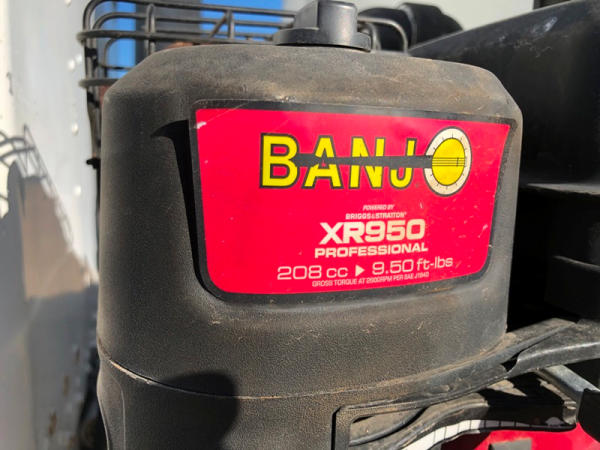 BANJO
POWERED BY
BRIGGS&STRATTON
XR950
PROFESSIONAL
208 cc ▶ 9.50 ft-lbs
GROSS TORQUE AT 2600RPM PER SAE J1940